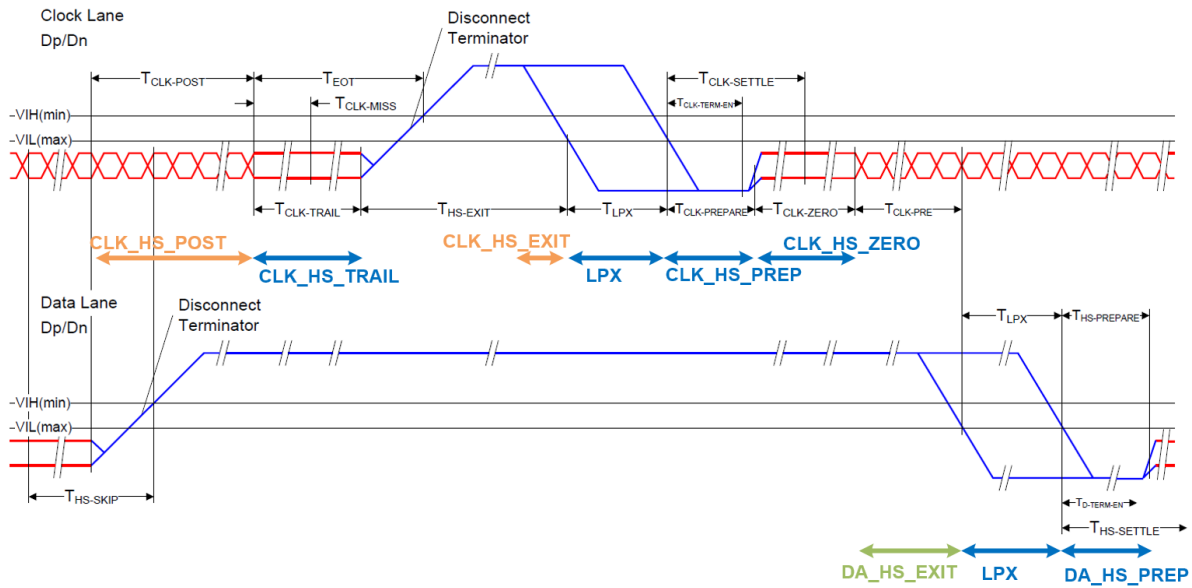 Clock Lane
Dp/Dn
Disconnect
Terminator
TCLK-POST
TEOT
TCLK-SETTLE
TCLK-MISS
TCLK-TERM-EN
VIH(min)
VIL(max)
TCLK-TRAIL
THS-EXIT
TLPX
TCLK-PREPARE
TCLK-ZERO
TCLK-PRE
CLK_HS_POST
CLK_HS_TRAIL
CLK_HS_EXIT
LPX
CLK_HS_PREP
CLK_HS_ZERO
Data Lane
Dp/Dn
Disconnect
Terminator
TLPX
THS-PREPARE
VIH(min)
VIL(max)
THS-SKIP
TD-TERM-EN
THS-SETTLE
DA_HS_EXIT
LPX
DA_HS_PREP